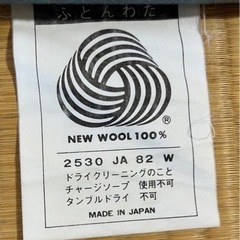 ふとんわた
®
NEW WOOL 100%
2530 JA 82 W
ドライクリーニングのこと
チャージソープ 使用不可
タンブルドライ 不可
MADE IN JAPAN